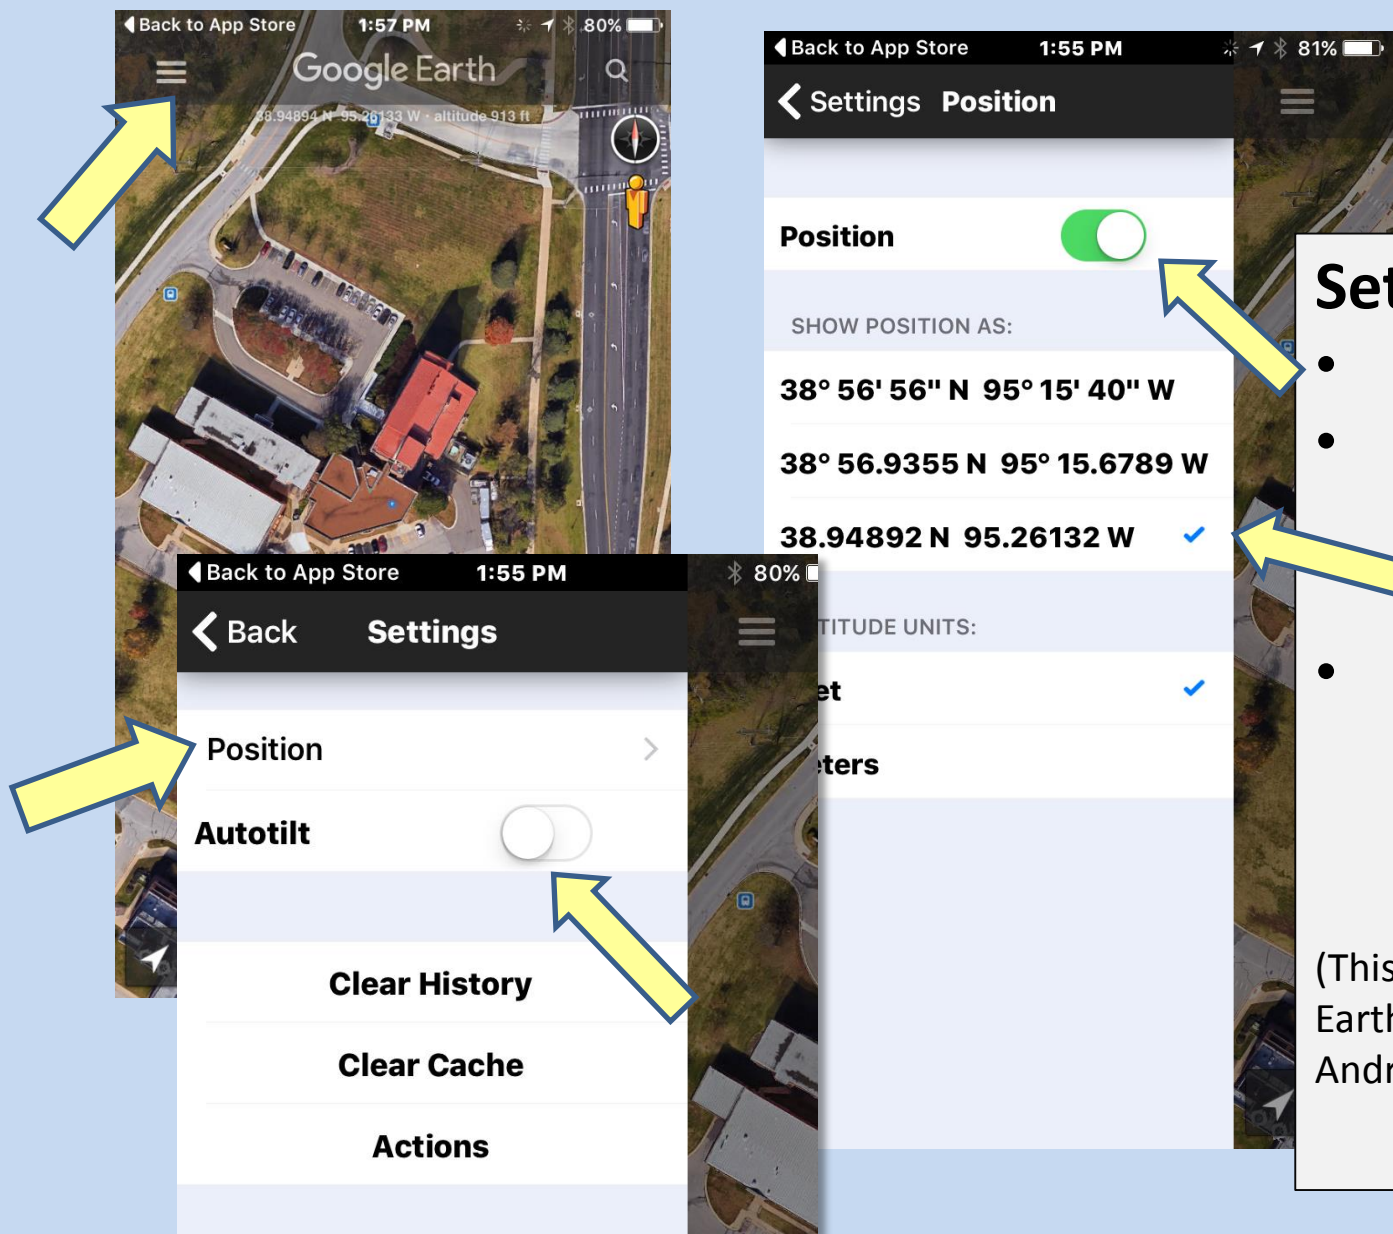 Back to App Store 1:57 PM 80%
Google Earth
38.94894 N 95.26133 W • altitude 913 ft
Back to App Store 1:55 PM 80%
Back Settings
Position
Autotilt
Clear History
Clear Cache
Actions
Back to App Store 1:55 PM 81%
Settings Position
Position
SHOW POSITION AS:
38° 56' 56" N 95° 15' 40" W
38° 56.9355 N 95° 15.6789 W
38.94892 N 95.26132 W
TITUDE UNITS:
et
eters
Set
•
•
•
(This
Earth
Andr